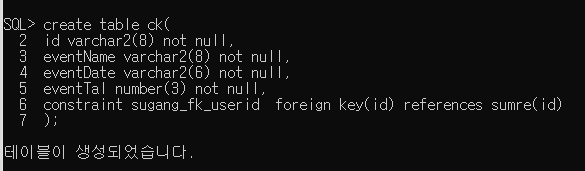 SQL> create table ck(
  2  id varchar2(8) not null,
  3  eventName varchar2(8) not null,
  4  eventDate varchar2(6) not null,
  5  eventTal number(3) not null,
  6  constraint sugang_fk_userid  foreign key(id) references sumre(id)
  7  );
테이블이 생성되었습니다.